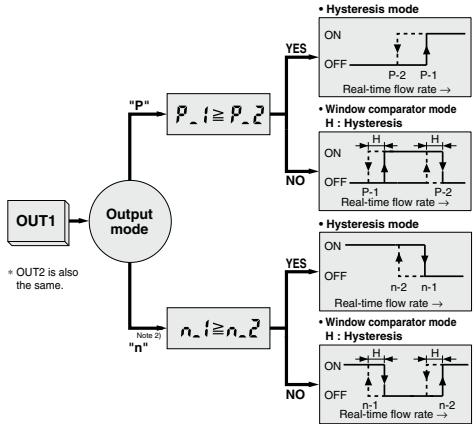 • Hysteresis mode
ON
OFF
P-2 P-1
Real-time flow rate →
YES
"P"
P_1 ≧ P_2
• Window comparator mode
H : Hysteresis
H H
ON
OFF
P-1 P-2
Real-time flow rate →
NO
OUT1
Output
mode
* OUT2 is also
the same.
• Hysteresis mode
ON
OFF
n-2 n-1
Real-time flow rate →
YES
Note 2)
"n"
n_1 ≧ n_2
• Window comparator mode
H : Hysteresis
H H
ON
OFF
n-1 n-2
Real-time flow rate →
NO